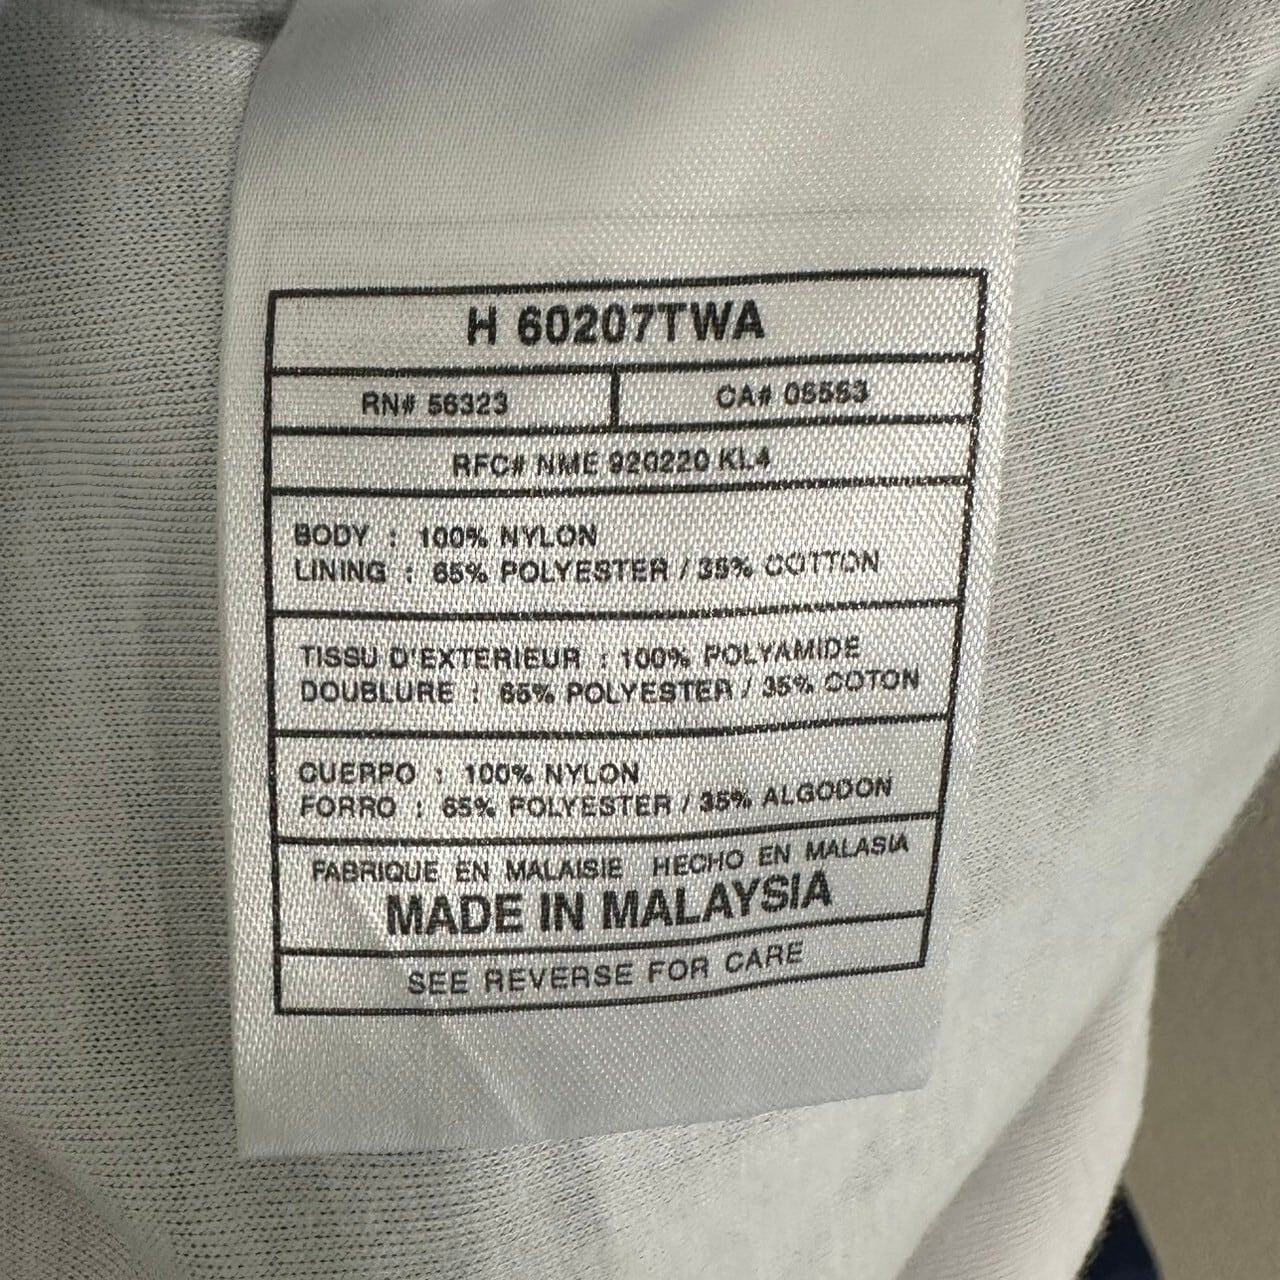 H 60207TWA
RN# 56323 CA# 05553
RFC# NME 920220 KL4
BODY : 100% NYLON
LINING : 65% POLYESTER / 35% COTTON
TISSU D'EXTERIEUR : 100% POLYAMIDE
DOUBLURE : 65% POLYESTER / 35% COTON
CUERPO : 100% NYLON
FORRO : 65% POLYESTER / 35% ALGODON
FABRIQUE EN MALAISIE HECHO EN MALASIA
MADE IN MALAYSIA
SEE REVERSE FOR CARE